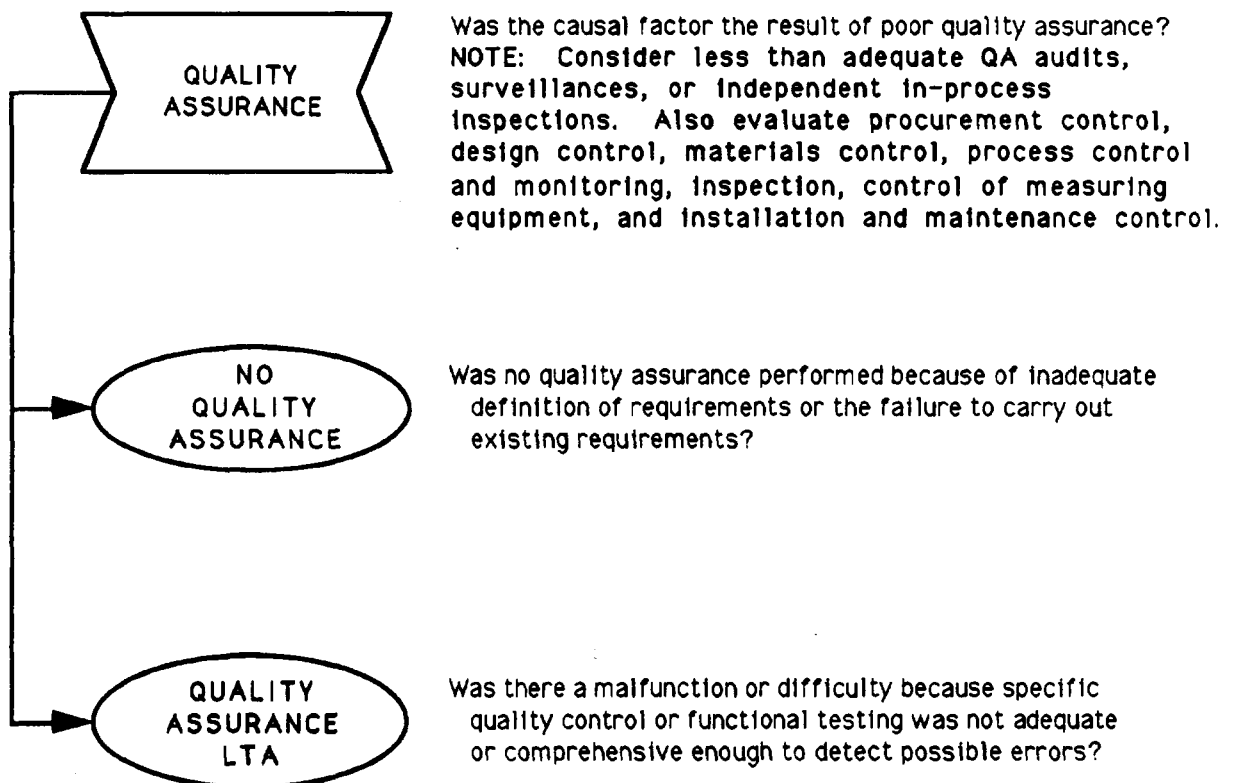 QUALITY
ASSURANCE
Was the causal factor the result of poor quality assurance?
NOTE: Consider less than adequate QA audits,
surveillances, or independent in-process
inspections. Also evaluate procurement control,
design control, materials control, process control
and monitoring, inspection, control of measuring
equipment, and installation and maintenance control.
NO
QUALITY
ASSURANCE
Was no quality assurance performed because of inadequate
definition of requirements or the failure to carry out
existing requirements?
QUALITY
ASSURANCE
LTA
Was there a malfunction or difficulty because specific
quality control or functional testing was not adequate
or comprehensive enough to detect possible errors?